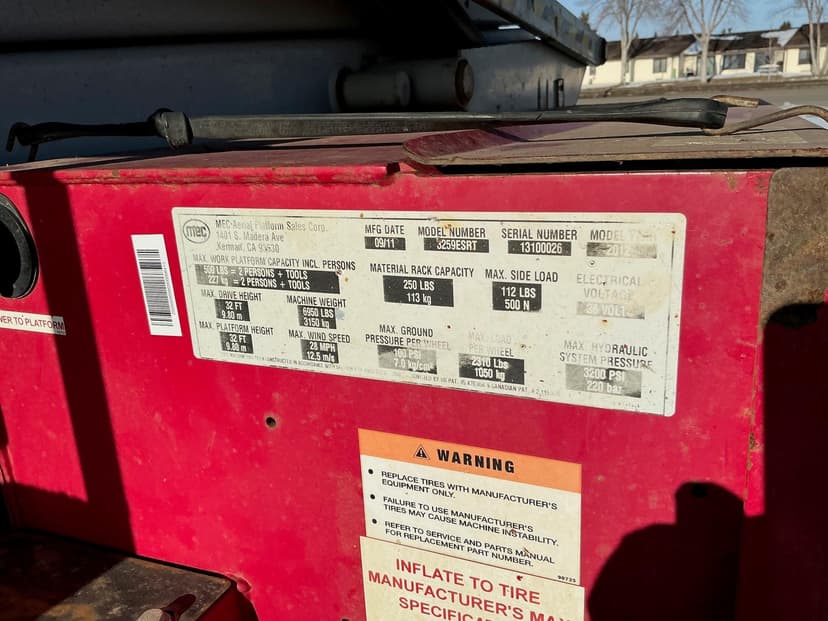 mec
MEC Aerial Platform Sales Corp.
1401 S. Madera Ave
Kerman, CA 93630
MFG DATE
09/11
MODEL NUMBER
3259ESRT
SERIAL NUMBER
13100026
MODEL
2012
MAX. WORK PLATFORM CAPACITY INCL. PERSONS
500 LBS = 2 PERSONS + TOOLS
227 kg = 2 PERSONS + TOOLS
MATERIAL RACK CAPACITY
250 LBS
113 kg
MAX. SIDE LOAD
112 LBS
500 N
ELECTRICAL
VOLTAGE
VOLT
MAX. DRIVE HEIGHT
32 FT
9.80 m
MACHINE WEIGHT
6950 LBS
3150 kg
MAX. PLATFORM HEIGHT
32 FT
9.80 m
MAX. WIND SPEED
28 MPH
12.5 m/s
MAX. GROUND
PRESSURE PER WHEEL
100 PSI
7.0 kg/cm²
MAX. LOAD
PER WHEEL
2310 Lbs
1050 kg
MAX. HYDRAULIC
SYSTEM PRESSURE
3200 PSI
220 bar
ER TO PLATFORM
WARNING
• REPLACE TIRES WITH MANUFACTURER'S
EQUIPMENT ONLY.
• FAILURE TO USE MANUFACTURER'S
TIRES MAY CAUSE MACHINE INSTABILITY.
• REFER TO SERVICE AND PARTS MANUAL
FOR REPLACEMENT PART NUMBER.
90735
INFLATE TO TIRE
MANUFACTURER'S MAX